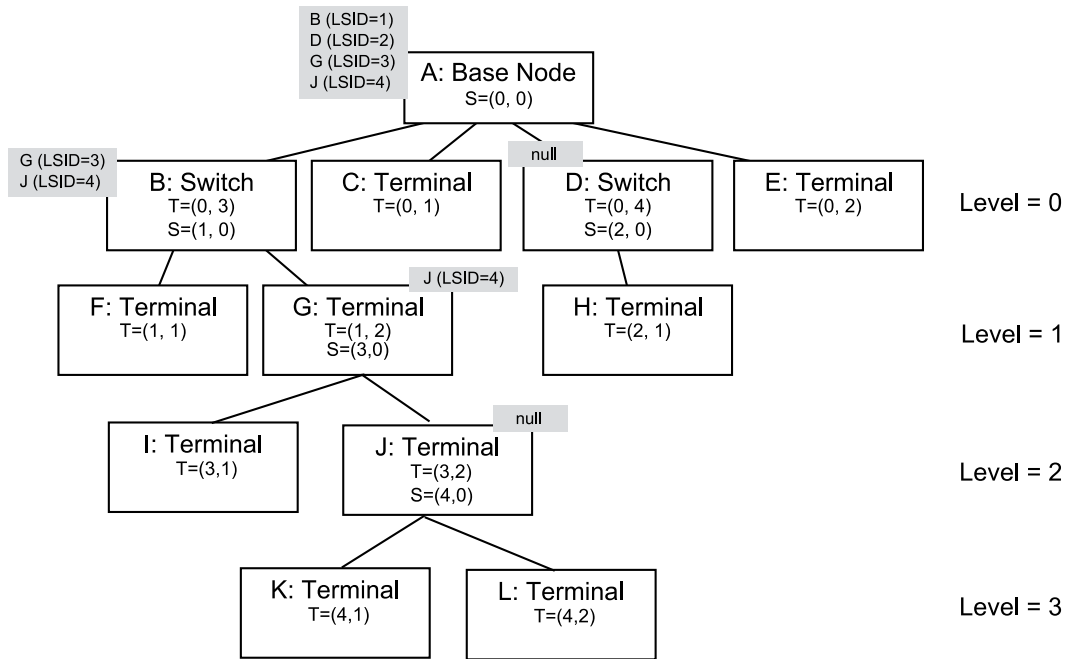 B (LSID=1)
D (LSID=2)
G (LSID=3)
J (LSID=4)
A: Base Node
S=(0, 0)
G (LSID=3)
J (LSID=4)
B: Switch
T=(0, 3)
S=(1, 0)
C: Terminal
T=(0, 1)
null
D: Switch
T=(0, 4)
S=(2, 0)
E: Terminal
T=(0, 2)
Level = 0
F: Terminal
T=(1, 1)
J (LSID=4)
G: Terminal
T=(1, 2)
S=(3,0)
H: Terminal
T=(2, 1)
Level = 1
I: Terminal
T=(3,1)
null
J: Terminal
T=(3,2)
S=(4,0)
Level = 2
K: Terminal
T=(4,1)
L: Terminal
T=(4,2)
Level = 3